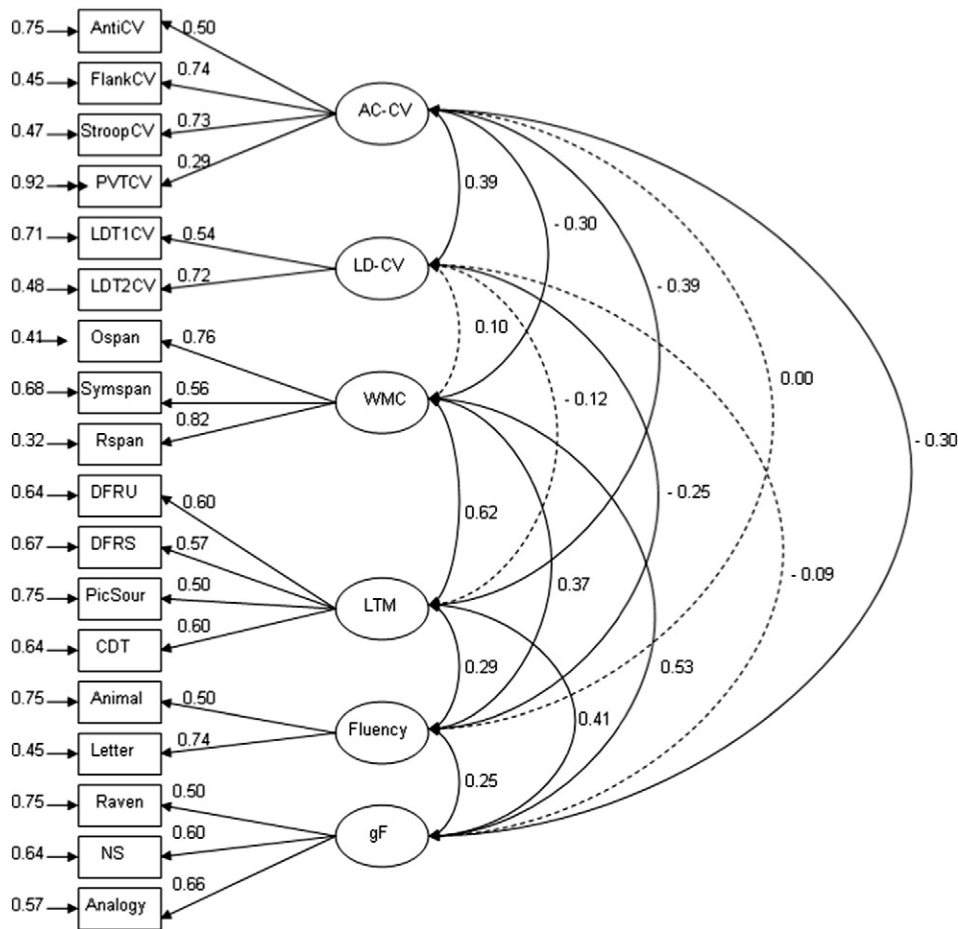 0.75 AntiCV 0.50
0.45 FlankCV 0.74
0.47 StroopCV 0.73
0.92 PVTCV 0.29
AC-CV
0.71 LDT1CV 0.54
0.48 LDT2CV 0.72
LD-CV
0.41 Ospan 0.76
0.68 Symspan 0.56
0.32 Rspan 0.82
WMC
0.64 DFRU 0.60
0.67 DFRS 0.57
0.75 PicSour 0.50
0.64 CDT 0.60
LTM
0.75 Animal 0.50
0.45 Letter 0.74
Fluency
0.75 Raven 0.50
0.64 NS 0.60
0.57 Analogy 0.66
gF
0.39
- 0.30
- 0.39
0.10
- 0.12
0.00
- 0.30
0.62
- 0.25
0.37
- 0.09
0.29
0.53
0.41
0.25